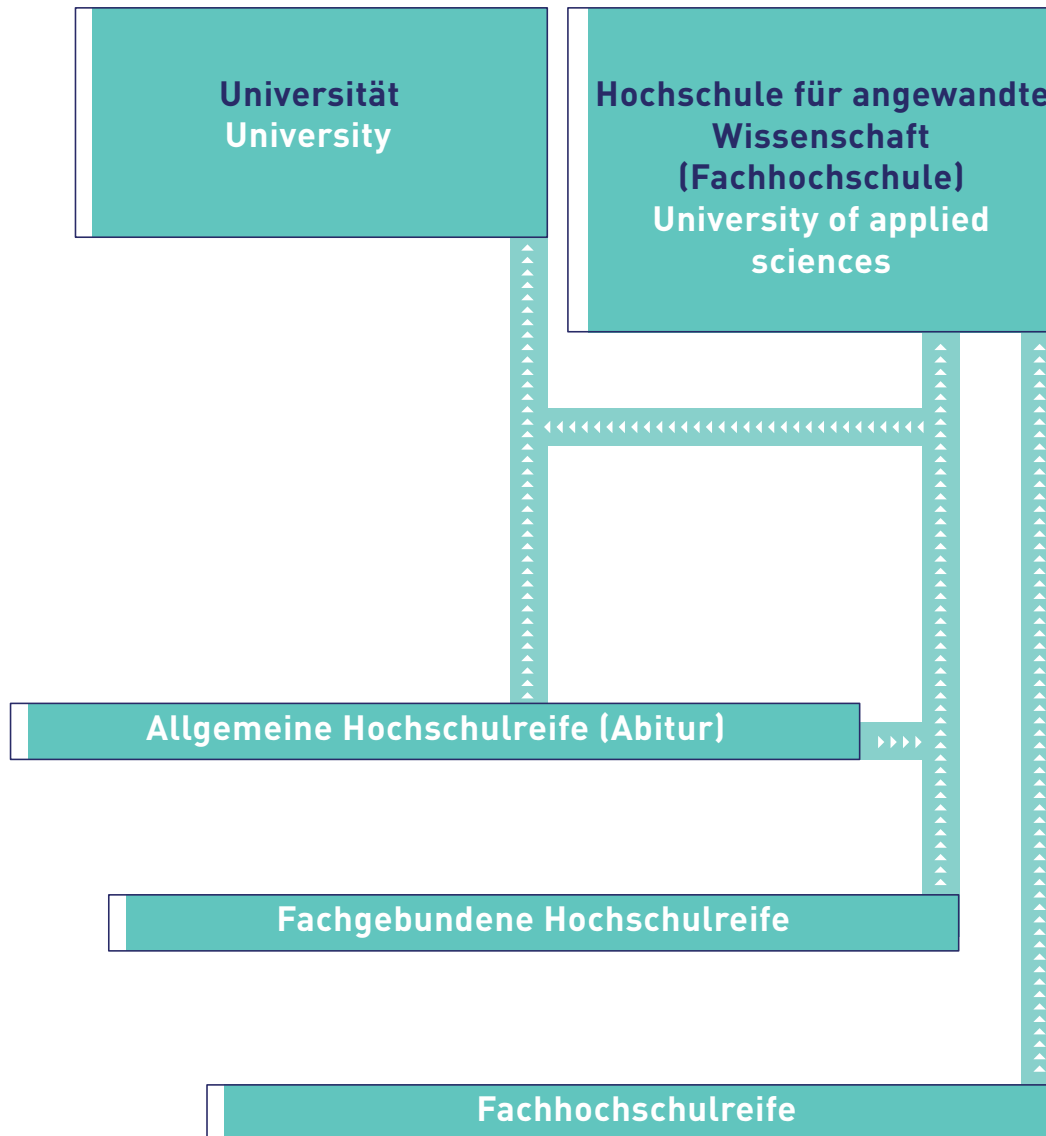 Universität
University
Hochschule für angewandte
Wissenschaft
(Fachhochschule)
University of applied
sciences
Allgemeine Hochschulreife (Abitur)
Fachgebundene Hochschulreife
Fachhochschulreife